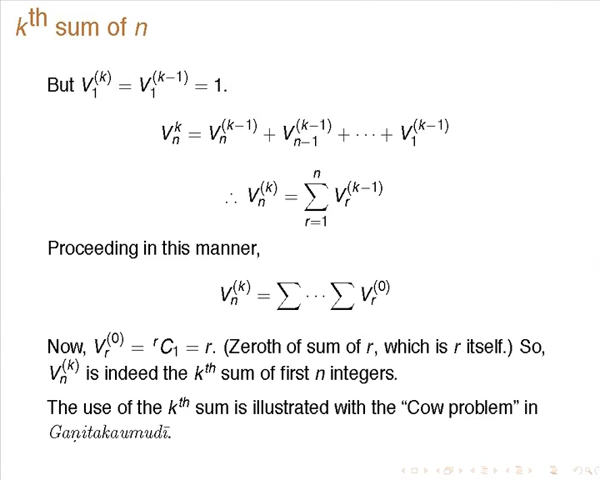 kth sum of n
But V₁⁽ᵏ⁾ = V₁⁽ᵏ⁻¹⁾ = 1.
Vₙᵏ = Vₙ⁽ᵏ⁻¹⁾ + Vₙ₋₁⁽ᵏ⁻¹⁾ + ··· + V₁⁽ᵏ⁻¹⁾
∴ Vₙ⁽ᵏ⁾ = ∑ᵣ₌₁ⁿ Vᵣ⁽ᵏ⁻¹⁾
Proceeding in this manner,
Vₙ⁽ᵏ⁾ = ∑ ··· ∑ Vᵣ⁽⁰⁾
Now, Vᵣ⁽⁰⁾ = ʳC₁ = r. (Zeroth of sum of r, which is r itself.) So,
Vₙ⁽ᵏ⁾ is indeed the kth sum of first n integers.
The use of the kth sum is illustrated with the “Cow problem” in
Gaṇitakaumudī.